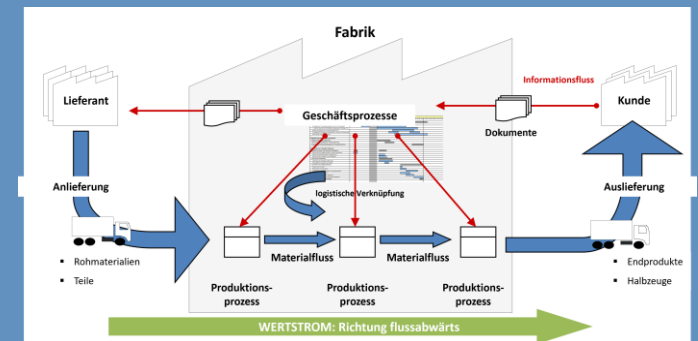 Fabrik
Lieferant
Informationsfluss
Kunde
Geschäftsprozesse
Dokumente
Anlieferung
logistische Verknüpfung
Auslieferung
Rohmaterialien
Teile
Materialfluss
Materialfluss
Endprodukte
Halbzeuge
Produktions-
prozess
Produktions-
prozess
Produktions-
prozess
WERTSTROM: Richtung flussabwärts